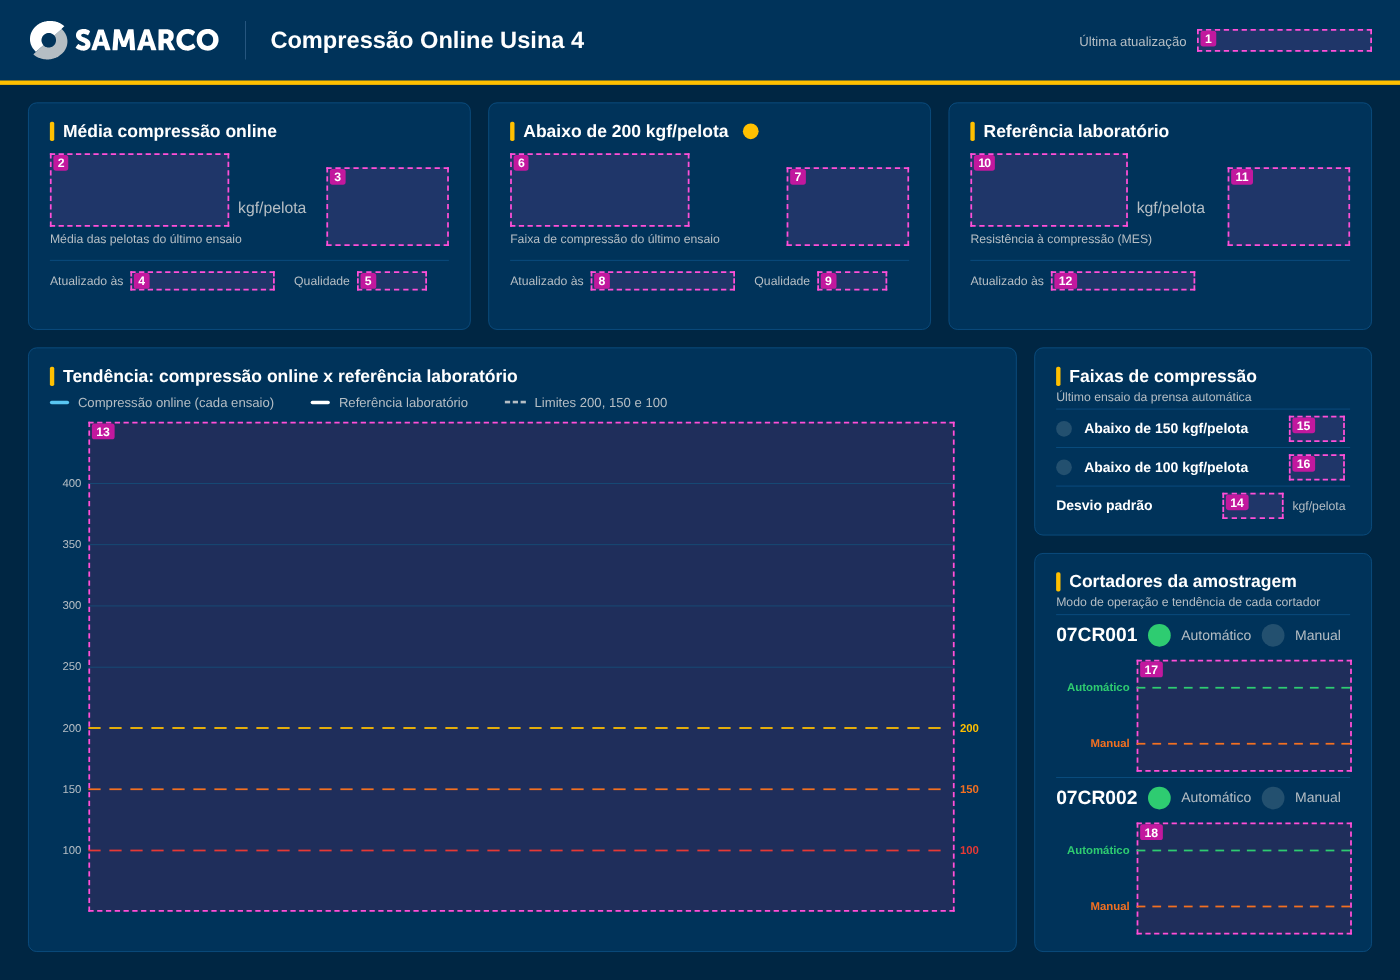 SAMARCO
Compressão Online Usina 4
Última atualização
1
Média compressão online
2
kgf/pelota
3
Média das pelotas do último ensaio
Atualizado às
4
Qualidade
5
Abaixo de 200 kgf/pelota
6
7
Faixa de compressão do último ensaio
Atualizado às
8
Qualidade
9
Referência laboratório
10
kgf/pelota
11
Resistência à compressão (MES)
Atualizado às
12
Tendência: compressão online x referência laboratório
Compressão online (cada ensaio)
Referência laboratório
Limites 200, 150 e 100
13
400
350
300
250
200
200
150
150
100
100
Faixas de compressão
Último ensaio da prensa automática
Abaixo de 150 kgf/pelota
15
Abaixo de 100 kgf/pelota
16
Desvio padrão
14
kgf/pelota
Cortadores da amostragem
Modo de operação e tendência de cada cortador
07CR001
Automático
Manual
17
Automático
Manual
07CR002
Automático
Manual
18
Automático
Manual